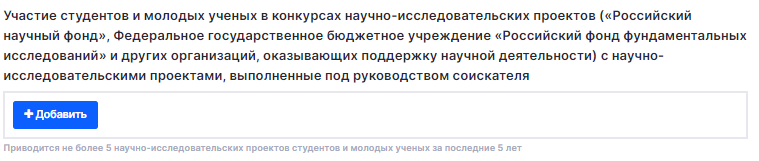 Участие студентов и молодых ученых в конкурсах научно-исследовательских проектов («Российский
научный фонд», Федеральное государственное бюджетное учреждение «Российский фонд фундаментальных
исследований» и других организаций, оказывающих поддержку научной деятельности) с научно-
исследовательскими проектами, выполненные под руководством соискателя
+ Добавить
Приводится не более 5 научно-исследовательских проектов студентов и молодых ученых за последние 5 лет